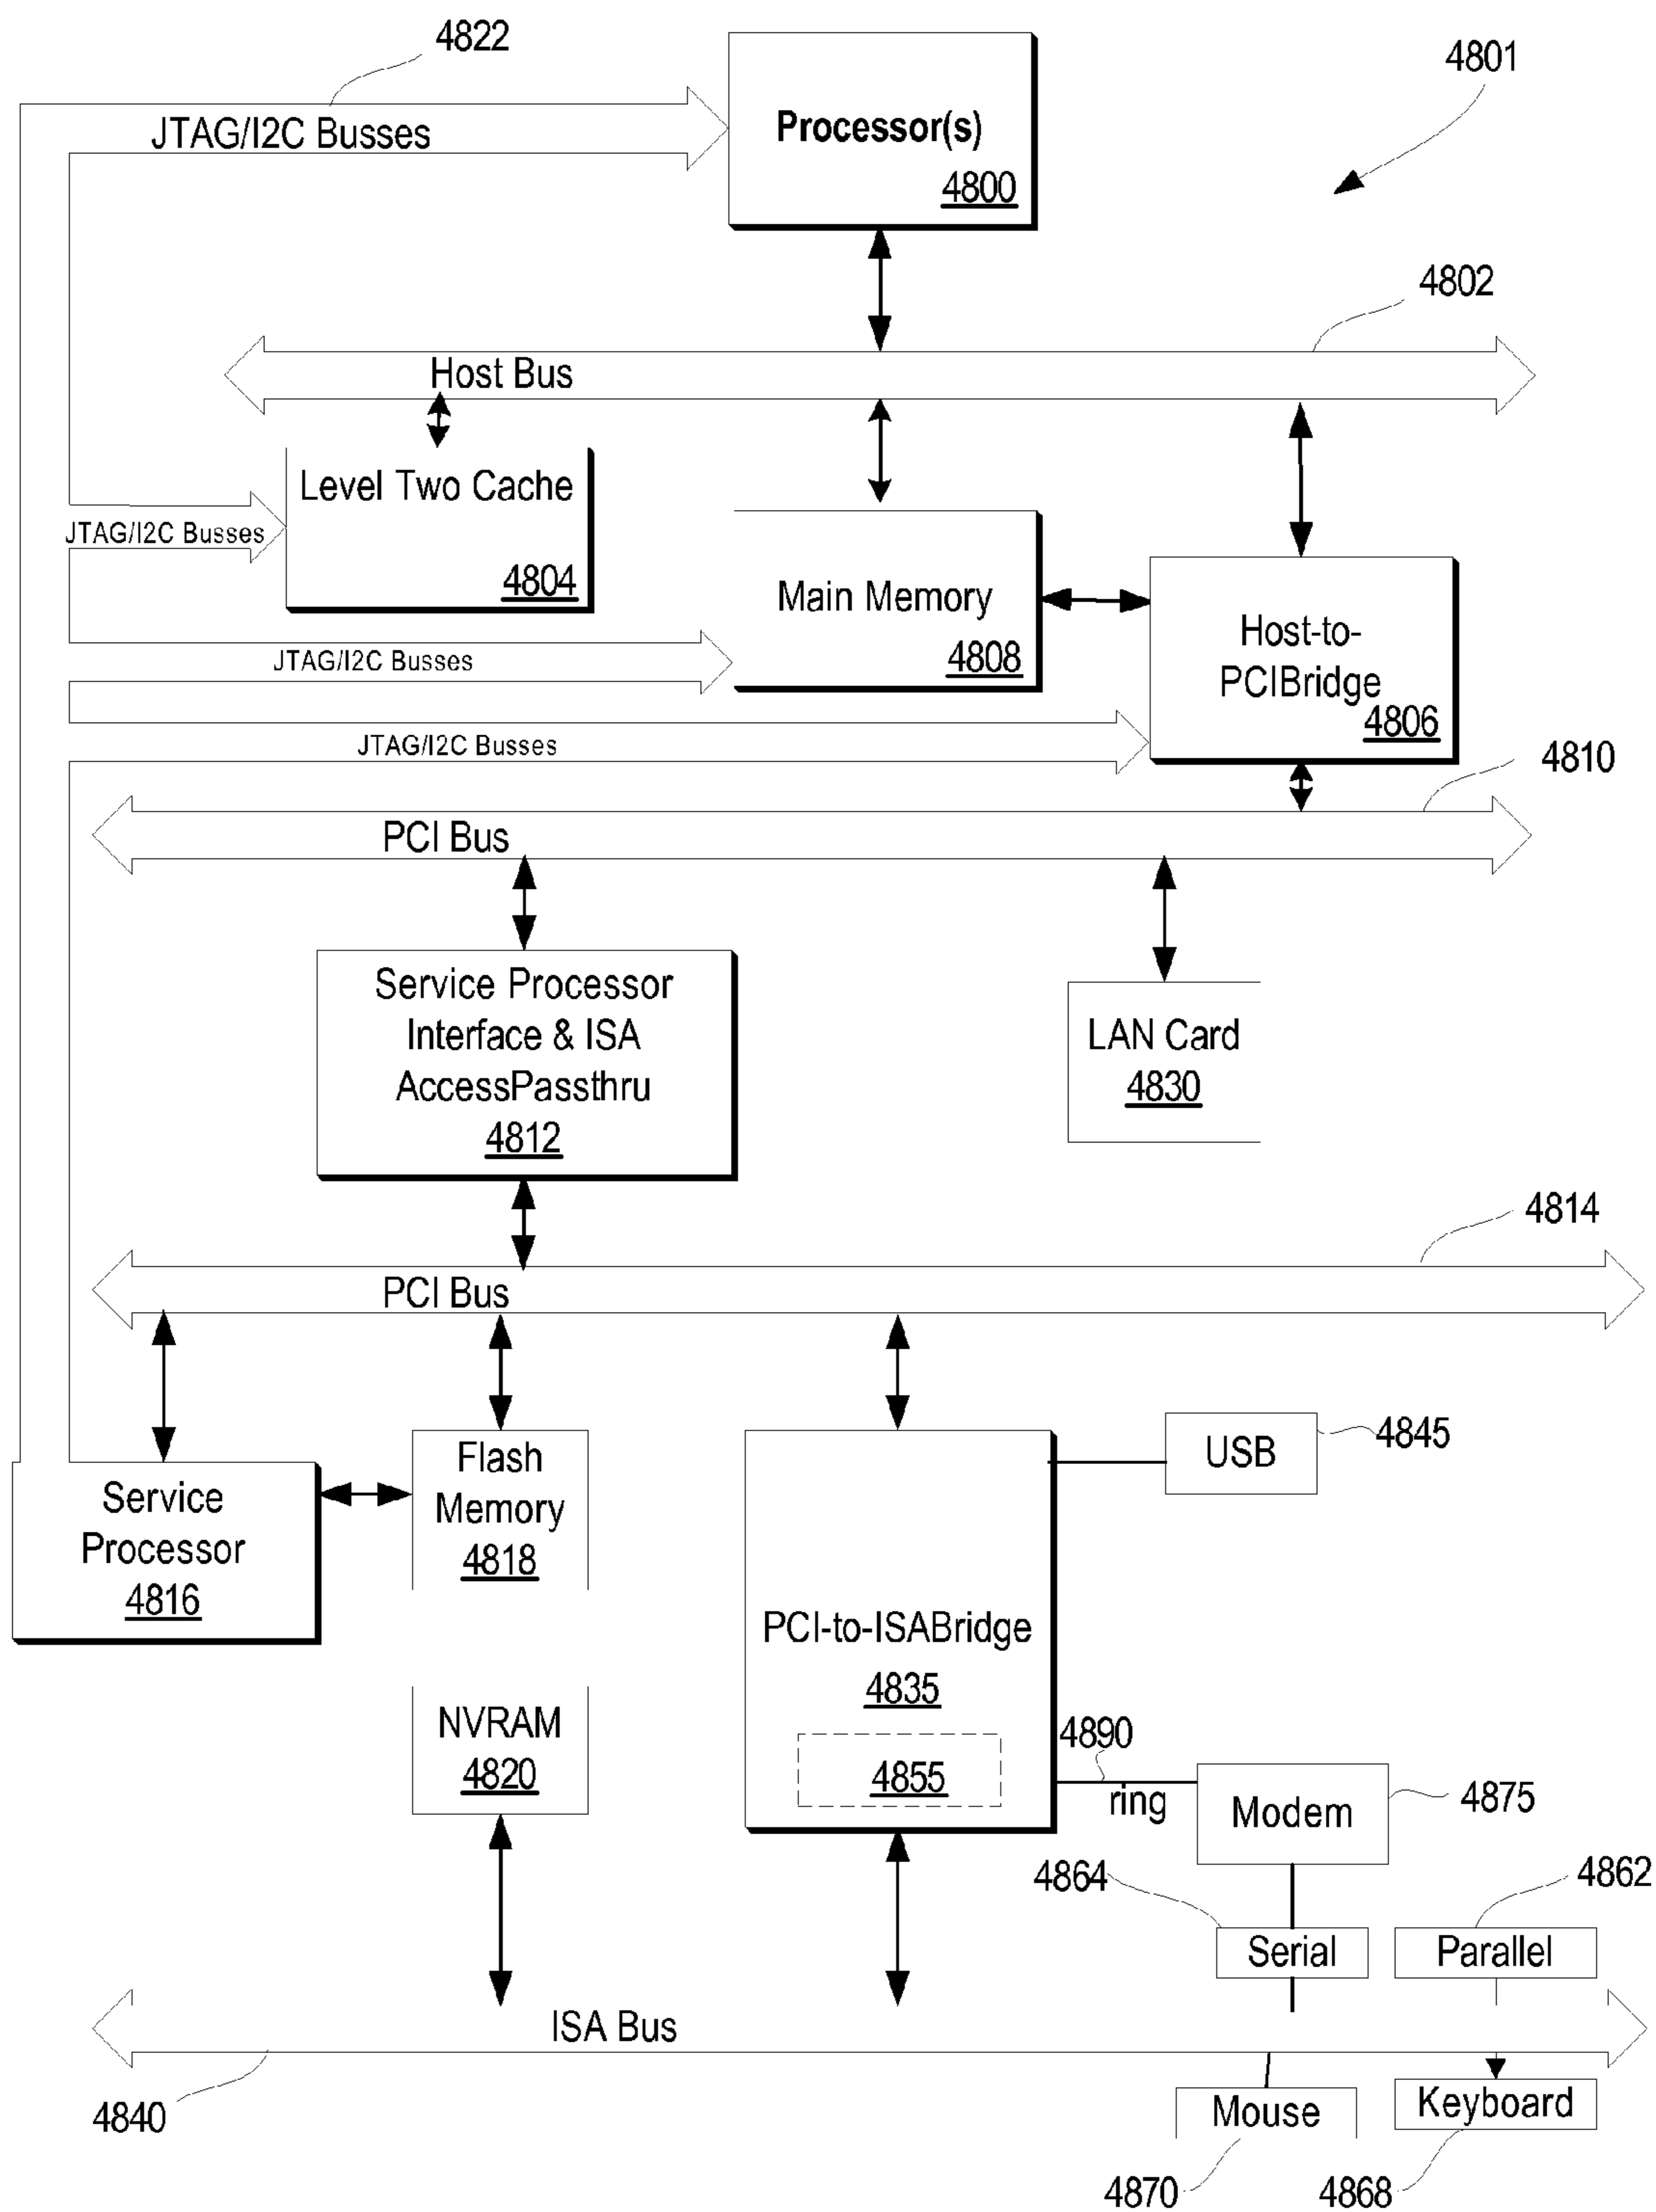 4822
4801
JTAG/I2C Busses
Processor(s)
4800
4802
Host Bus
Level Two Cache
4804
JTAG/I2C Busses
Main Memory
4808
Host-to-
PCIBridge
4806
JTAG/I2C Busses
JTAG/I2C Busses
4810
PCI Bus
Service Processor
Interface & ISA
AccessPassthru
4812
LAN Card
4830
4814
PCI Bus
Service
Processor
4816
Flash
Memory
4818
USB
4845
PCI-to-ISABridge
4835
4855
NVRAM
4820
4890
ring
Modem
4875
4864
4862
Serial
Parallel
ISA Bus
4840
Mouse
Keyboard
4870
4868